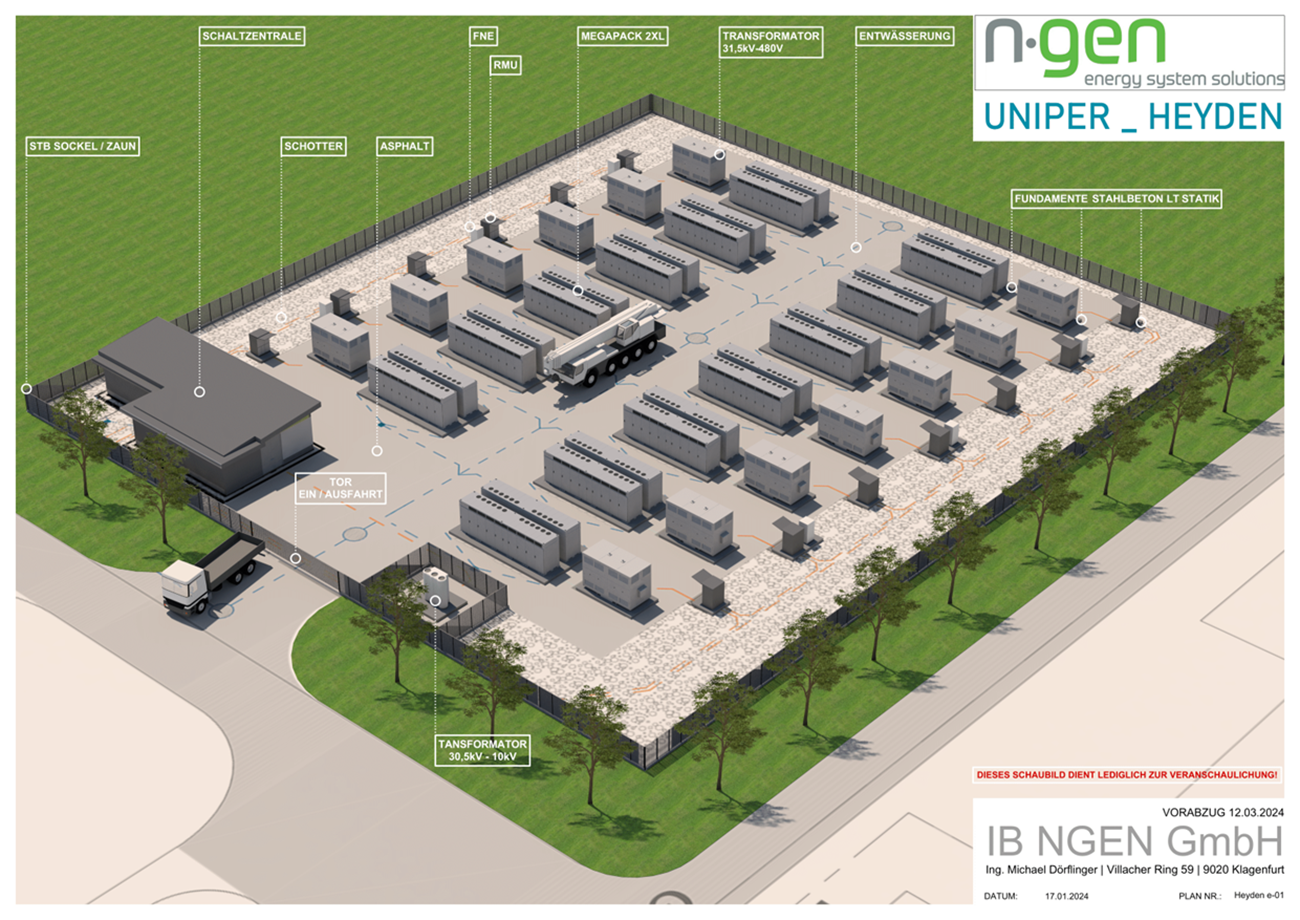 SCHALTZENTRALE
FNE
RMU
MEGAPACK 2XL
TRANSFORMATOR
31,5kV-480V
ENTWÄSSERUNG
n·gen
energy system solutions
UNIPER _ HEYDEN
STB SOCKEL / ZAUN
SCHOTTER
ASPHALT
FUNDAMENTE STAHLBETON LT STATIK
TOR
EIN / AUSFAHRT
TANSFORMATOR
30,5kV - 10kV
DIESES SCHAUBILD DIENT LEDIGLICH ZUR VERANSCHAULICHUNG!
VORABZUG 12.03.2024
IB NGEN GmbH
Ing. Michael Dörflinger | Villacher Ring 59 | 9020 Klagenfurt
DATUM: 17.01.2024 PLAN NR.: Heyden e-01